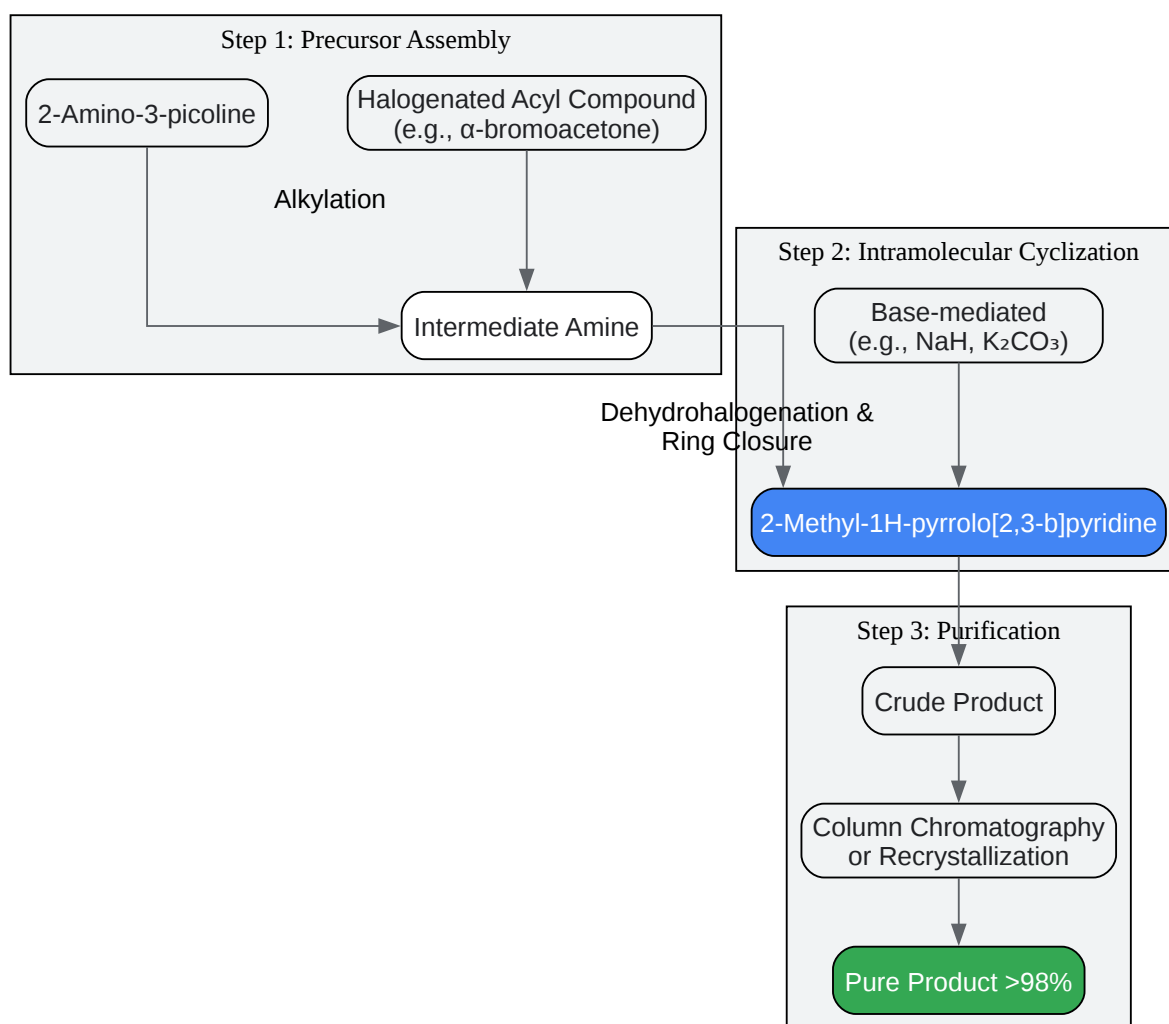 Step 1: Precursor Assembly
2-Amino-3-picoline
Halogenated Acyl Compound
(e.g., α-bromoacetone)
Alkylation
Intermediate Amine
Step 2: Intramolecular Cyclization
Base-mediated
(e.g., NaH, K₂CO₃)
Dehydrohalogenation &
Ring Closure
2-Methyl-1H-pyrrolo[2,3-b]pyridine
Step 3: Purification
Crude Product
Column Chromatography
or Recrystallization
Pure Product >98%